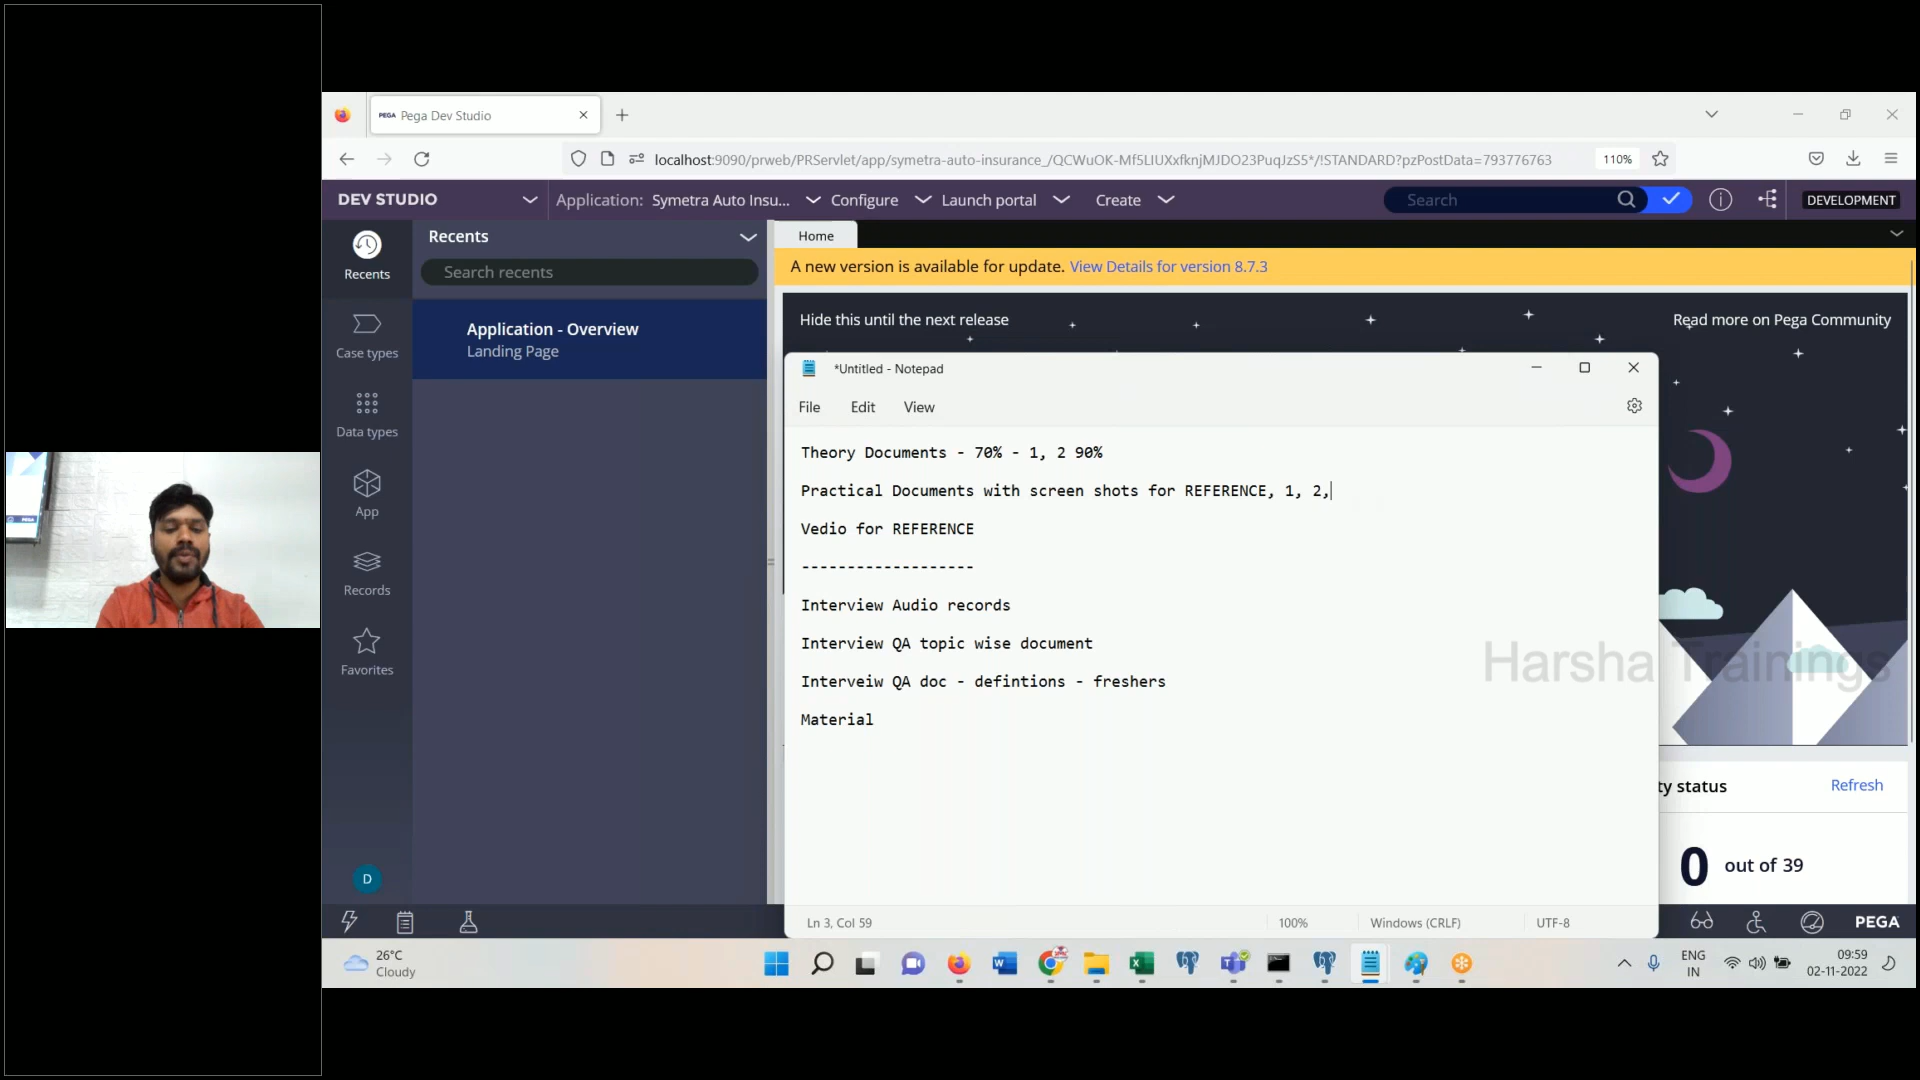 PEGA Pega Dev Studio
localhost:9090/prweb/PRServlet/app/symetra-auto-insurance_/QCWuOK-Mf5LIUXxfknjMJDO23PuqJzS5*/!STANDARD?pzPostData=793776763
110%
DEV STUDIO
Application: Symetra Auto Insu...
Configure
Launch portal
Create
Search
DEVELOPMENT
Recents
Recents
Search recents
Home
A new version is available for update. View Details for version 8.7.3
Application - Overview
Landing Page
Hide this until the next release
Read more on Pega Community
Case types
Data types
App
Records
Favorites
D
*Untitled - Notepad
File
Edit
View
Theory Documents - 70% - 1, 2 90%
Practical Documents with screen shots for REFERENCE, 1, 2,
Vedio for REFERENCE
-------------------
Interview Audio records
Interview QA topic wise document
Interveiw QA doc - defintions - freshers
Material
Harsha Trainings
ty status
Refresh
0 out of 39
Ln 3, Col 59
100%
Windows (CRLF)
UTF-8
PEGA
26°C
Cloudy
ENG
IN
09:59
02-11-2022